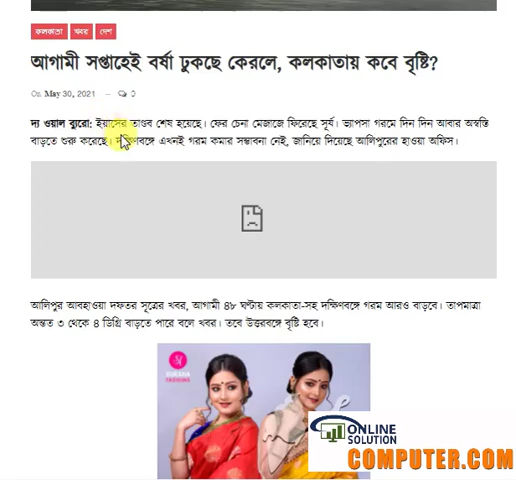 কলকাতা খবর দেশ
আগামী সপ্তাহেই বর্ষা ঢুকছে কেরলে, কলকাতায় কবে বৃষ্টি?
On May 30, 2021 0
দ্য ওয়াল ব্যুরো: ইয়াসের তাণ্ডব শেষ হয়েছে। ফের চেনা মেজাজে ফিরেছে সূর্য। ভ্যাপসা গরমে দিন দিন আবার অস্বস্তি
বাড়তে শুরু করেছে। দক্ষিণবঙ্গে এখনই গরম কমার সম্ভাবনা নেই, জানিয়ে দিয়েছে আলিপুরের হাওয়া অফিস।
আলিপুর আবহাওয়া দফতর সূত্রের খবর, আগামী ৪৮ ঘণ্টায় কলকাতা-সহ দক্ষিণবঙ্গে গরম আরও বাড়বে। তাপমাত্রা
অন্তত ৩ থেকে ৪ ডিগ্রি বাড়তে পারে বলে খবর। তবে উত্তরবঙ্গে বৃষ্টি হবে।
ONLINE
SOLUTION
COMPUTER.COM